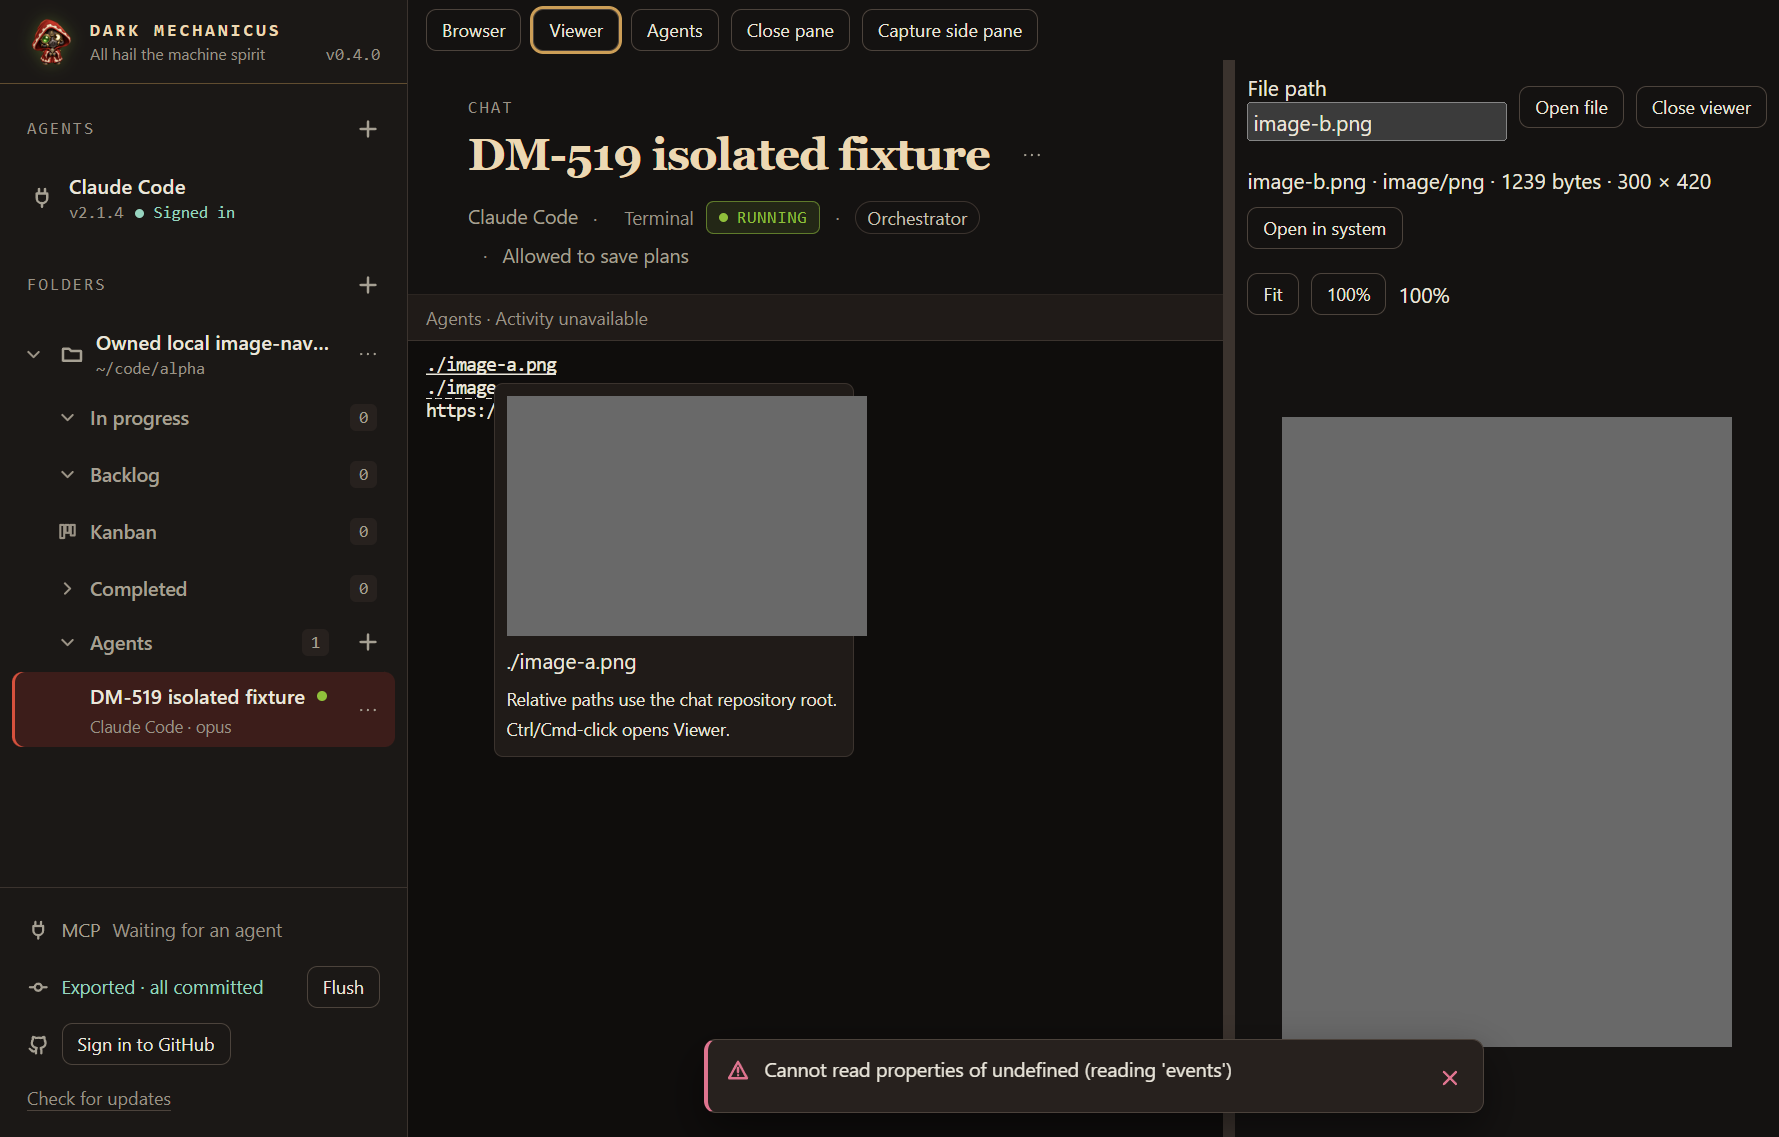 DARK MECHANICUS
All hail the machine spirit v0.4.0
AGENTS
Claude Code
v2.1.4 Signed in
FOLDERS
Owned local image-nav...
~/code/alpha
In progress 0
Backlog 0
Kanban 0
Completed 0
Agents 1
DM-519 isolated fixture
Claude Code · opus
MCP Waiting for an agent
Exported · all committed Flush
Sign in to GitHub
Check for updates
Browser Viewer Agents Close pane Capture side pane
CHAT
DM-519 isolated fixture
Claude Code · Terminal RUNNING · Orchestrator
· Allowed to save plans
Agents · Activity unavailable
./image-a.png
./image
https:/
./image-a.png
Relative paths use the chat repository root.
Ctrl/Cmd-click opens Viewer.
File path
image-b.png Open file Close viewer
image-b.png · image/png · 1239 bytes · 300 × 420
Open in system
Fit 100% 100%
Cannot read properties of undefined (reading 'events')